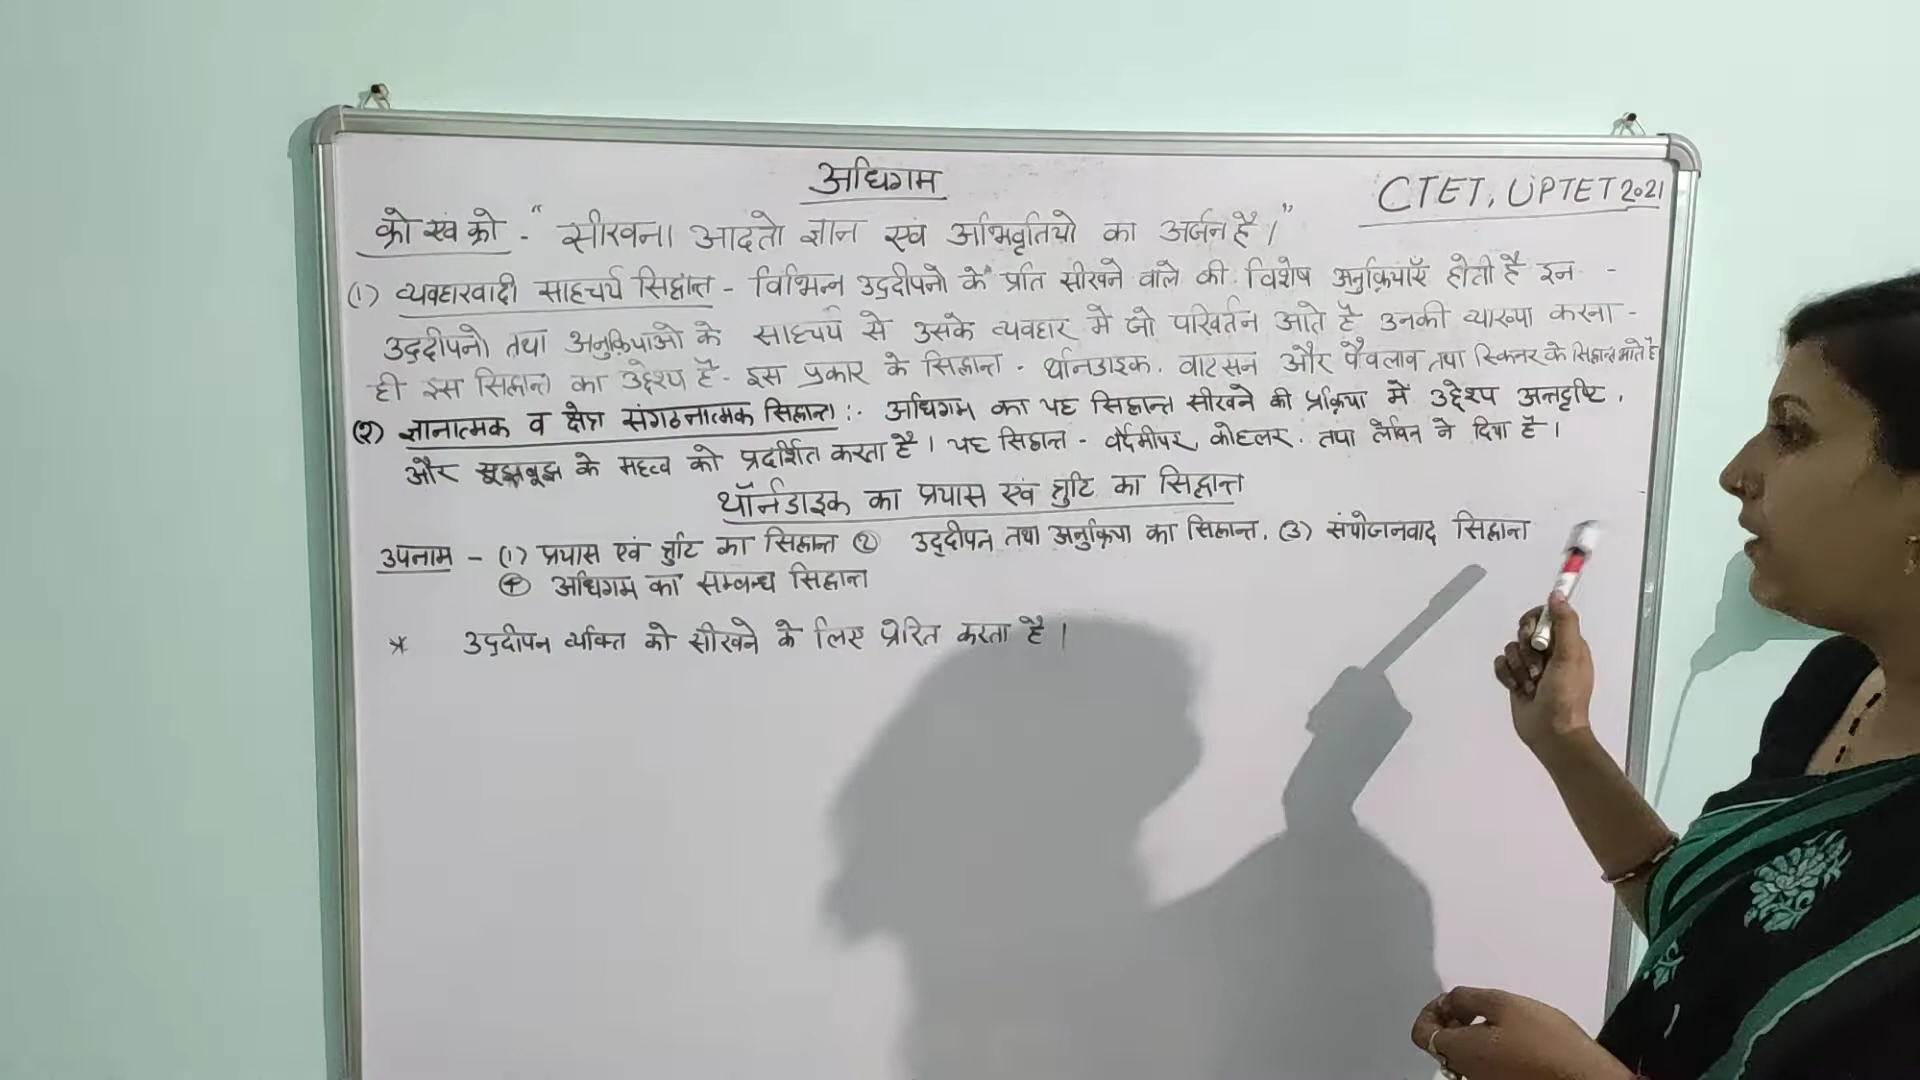 अधिगम
CTET, UPTET 2021
क्रो एवं क्रो - "सीखना आदतो ज्ञान एवं अभिवृतियो का अर्जन है।"
(1) व्यवहारवादी साहचर्य सिद्धान्त - विभिन्न उद्दीपनो के प्रति सीखने वाले की विशेष अनुक्रियाएँ होती है इन -
उद्दीपनो तथा अनुक्रियाओ के साहचर्य से उसके व्यवहार मे जो परिवर्तन आते है उनकी व्याख्या करना -
ही इस सिद्धान्त का उद्देश्य है - इस प्रकार के सिद्धान्त - थॉर्नडाइक, वाटसन और पैवलाव तथा स्किनर के सिद्धान्त आते है
(२) ज्ञानात्मक व क्षेत्र संगठनात्मक सिद्धान्त :- अधिगम का यह सिद्धान्त सीखने की प्रक्रिया मे उद्देश्य अन्तदृष्टि,
और सूझबूझ के महत्व को प्रदर्शित करता है। यह सिद्धान्त - वर्दमीयर, कोहलर, तथा लेविन ने दिया है।
थॉर्नडाइक का प्रयास एवं त्रुटि का सिद्धान्त
उपनाम - (1) प्रयास एवं त्रुटि का सिद्धान्त ② उद्दीपन तथा अनुक्रिया का सिद्धान्त. (3) संयोजनवाद सिद्धान्त
④ अधिगम का सम्बन्ध सिद्धान्त
* उद्दीपन व्यक्ति को सीखने के लिए प्रेरित करता है।